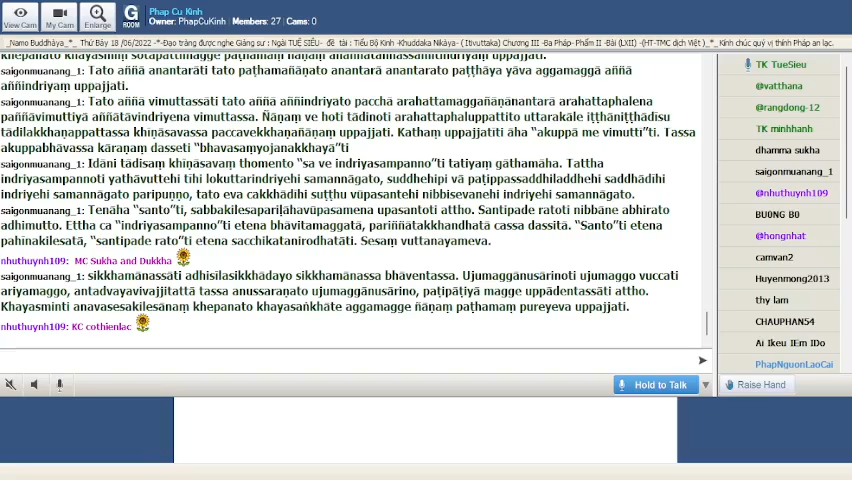 Phap Cu Kinh
Owner: PhapCuKinh
Members: 27 | Cams: 0
View Cam
My Cam
Enlarge
G
ROOM
_Namo Buddhāya_*_ Thứ Bảy 18 /06/2022 -*-Đạo tràng được nghe Giảng sư : Ngài TUỆ SIÊU- đề tài : Tiểu Bộ Kinh -Khuddaka Nikāya- ( Itivuttaka) Chương III -Ba Pháp- Phẩm II -Bài (LXII) -(HT-TMC dịch Việt )_*_ Kính chúc quý vị thính Pháp an lạc.
saigonmuanang_1: Tato aññā anantarāti tato paṭhamañāṇato anantarā anantarato paṭṭhāya yāva aggamaggā aññā
aññindriyaṃ uppajjati.
saigonmuanang_1: Tato aññā vimuttassāti tato aññā aññindriyato pacchā arahattamaggañāṇānantarā arahattaphalena
paññāvimuttiyā aññātāvindriyena vimuttassa. Ñāṇaṃ ve hoti tādinoti arahattaphaluppattito uttarakāle iṭṭhāniṭṭhādisu
tādilakkhaṇappattassa khīṇāsavassa paccavekkhaṇañāṇaṃ uppajjati. Kathaṃ uppajjatīti āha “akuppā me vimuttī”ti. Tassa
akuppabhāvassa kāraṇaṃ dasseti “bhavasaṃyojanakkhayā”ti
saigonmuanang_1: Idāni tādisaṃ khīṇāsavaṃ thomento “sa ve indriyasampanno”ti tatiyaṃ gāthamāha. Tattha
indriyasampannoti yathāvuttehi tīhi lokuttarindriyehi samannāgato, suddhehipi vā paṭippassaddhiladdhehi saddhādīhi
indriyehi samannāgato paripuṇṇo, tato eva cakkhādīhi suṭṭhu vūpasantehi nibbisevanehi indriyehi samannāgato.
saigonmuanang_1: Tenāha “santo”ti, sabbakilesapariḷāhavūpasamena upasantoti attho. Santipade ratoti nibbāne abhirato
adhimutto. Ettha ca “indriyasampanno”ti etena bhāvitamaggatā, pariññātakkhandhatā cassa dassitā. “Santo”ti etena
pahīnakilesatā, “santipade rato”ti etena sacchikatanirodhatāti. Sesaṃ vuttanayameva.
nhuthuynh109: MC Sukha and Dukkha
saigonmuanang_1: sikkhamānassāti adhisīlasikkhādayo sikkhamānassa bhāventassa. Ujumaggānusārinoti ujumaggo vuccati
ariyamaggo, antadvayavivajjitattā tassa anussaraṇato ujumaggānusārino, paṭipāṭiyā magge uppādentassāti attho.
Khayasminti anavasesakilesānaṃ khepanato khayasaṅkhāte aggamagge ñāṇaṃ paṭhamaṃ pureyeva uppajjati.
nhuthuynh109: KC cothienlac
Hold to Talk
TK TueSieu
@vatthana
@rangdong-12
TK minhhanh
dhamma sukha
saigonmuanang_1
@nhuthuynh109
BUONG BO
@hongnhat
camvan2
Huyenmong2013
thy lam
CHAUPHAN54
Ai Ikeu IEm IDo
PhapNguonLaoCai
Raise Hand